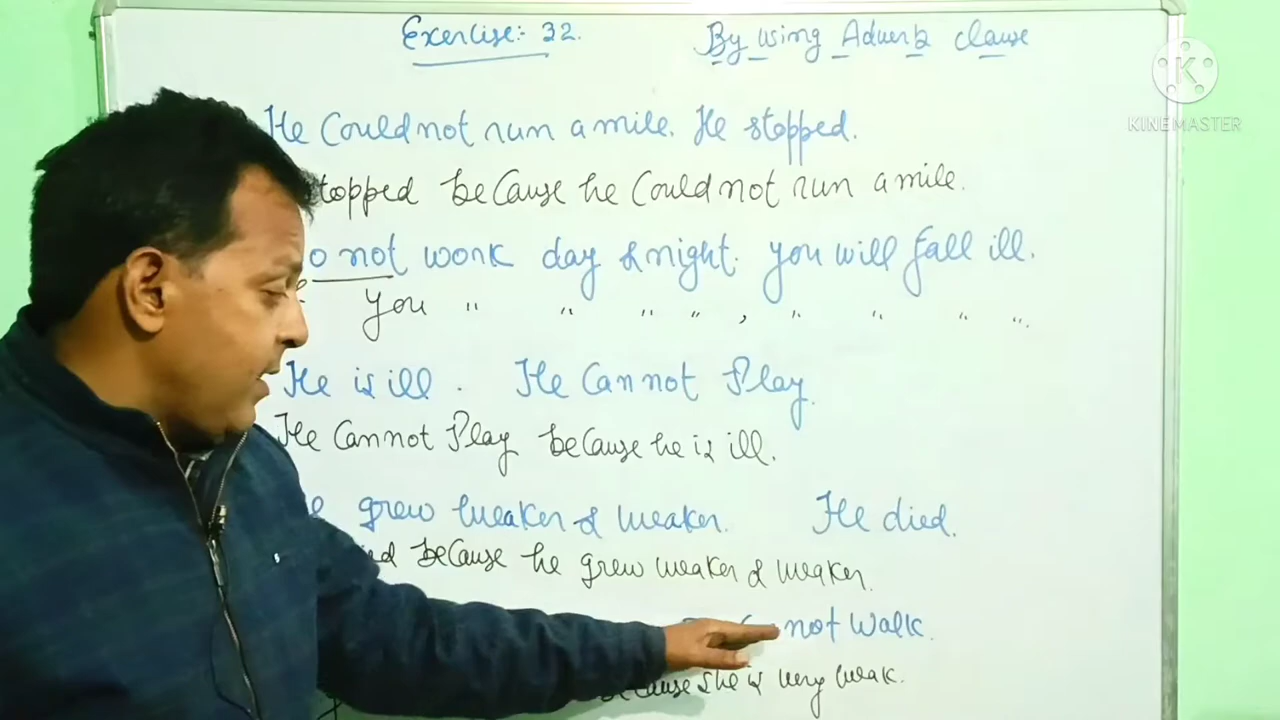 Exercise:- 32. By using Adverb clause
KINEMASTER
He Could not run a mile. He stopped.
stopped because he Could not run a mile.
o not work day & night. you will fall ill.
you " " " " , " " " ".
He is ill. He Cannot Play.
He Cannot Play because he is ill.
grew weaker & weaker. He died.
ied because he grew weaker & weaker.
not walk.
because she is very weak.